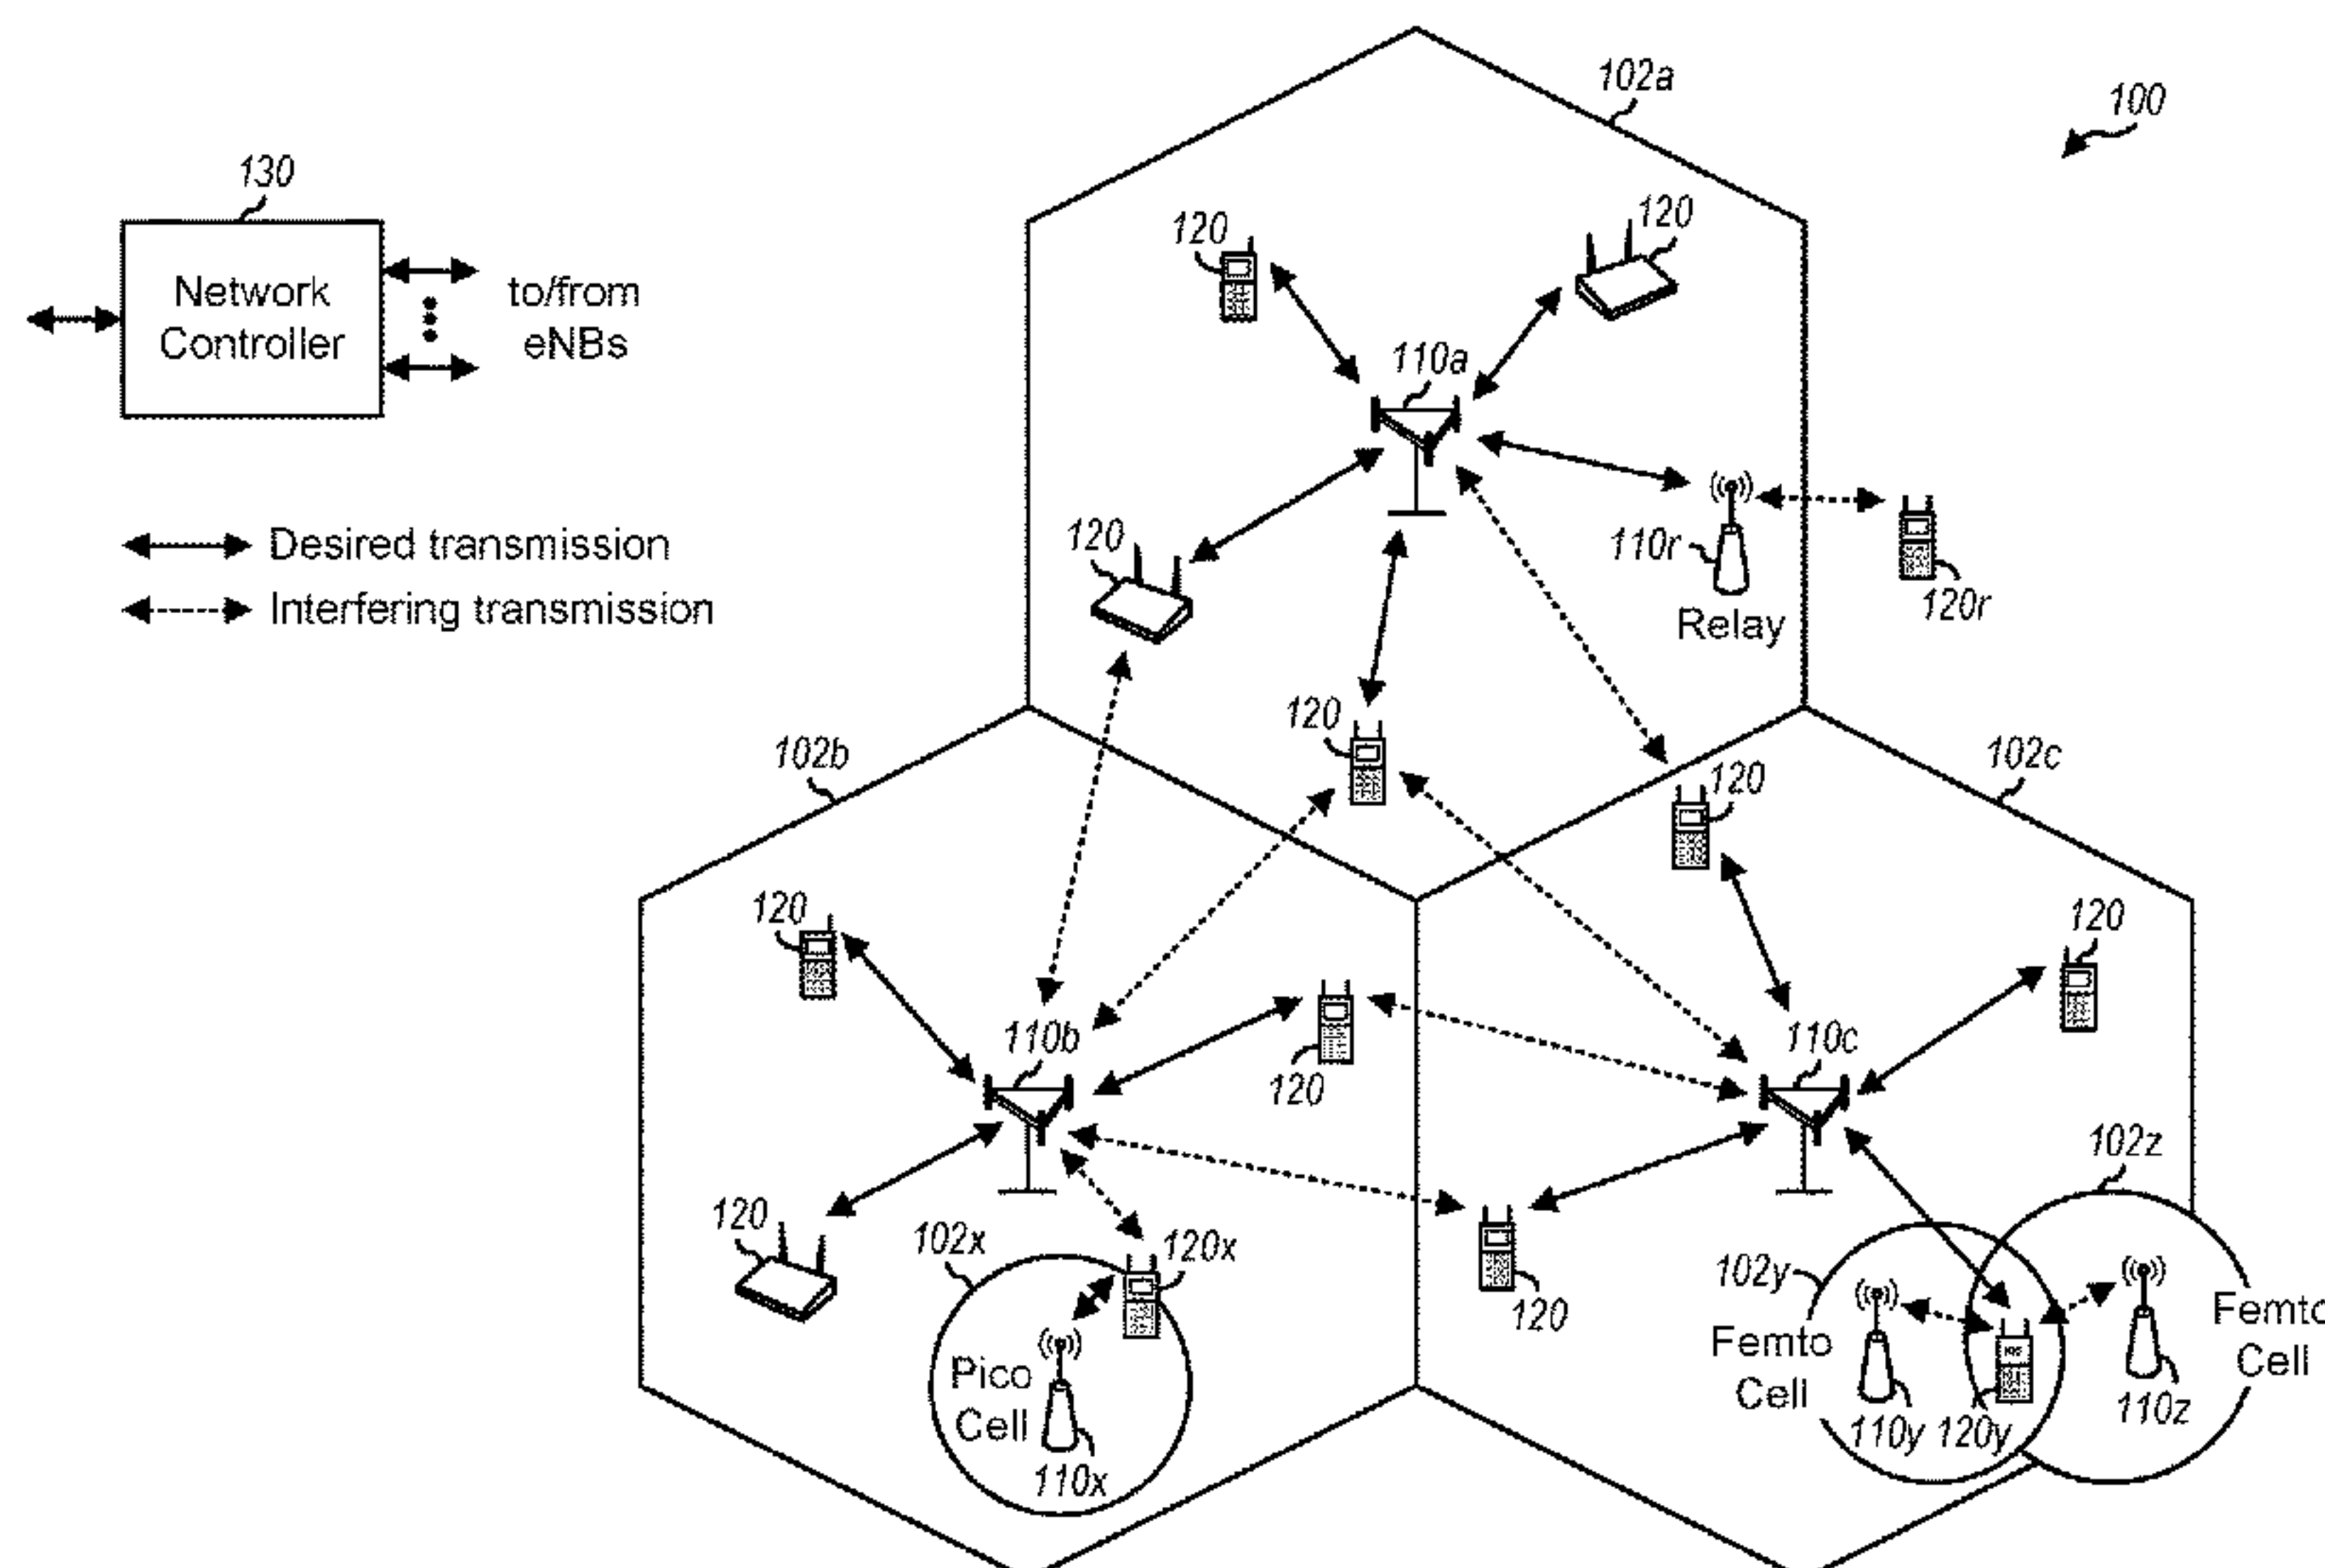 102a
100
130
120
120
Network
Controller
to/from
eNBs
110a
Desired transmission
Interfering transmission
120
110r
120r
Relay
120
102b
120
102c
120
120
110b
120
110c
102z
120
102x
120x
102y
120
Pico
Cell
110x
Femto
Cell
110y
120y
110z
Femto
Cell